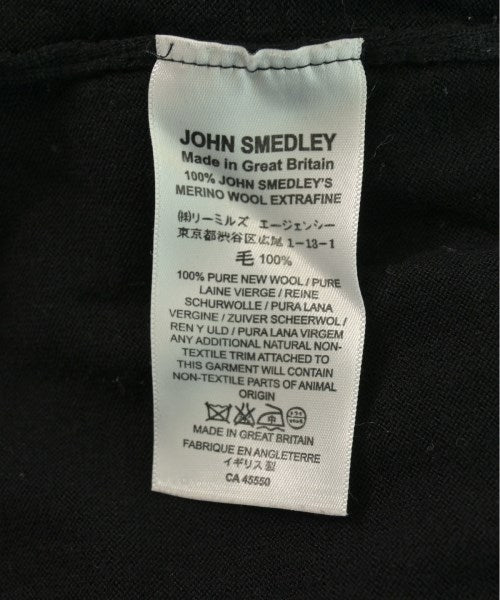 JOHN SMEDLEY
Made in Great Britain
100% JOHN SMEDLEY'S
MERINO WOOL EXTRAFINE
㈱リーミルズ エージェンシー
東京都渋谷区広尾 1-13-1
毛 100%
100% PURE NEW WOOL / PURE
LAINE VIERGE / REINE
SCHURWOLLE / PURA LANA
VERGINE / ZUIVER SCHEERWOL /
REN Y ULD / PURA LANA VIRGEM
ANY ADDITIONAL NATURAL NON-
TEXTILE TRIM ATTACHED TO
THIS GARMENT WILL CONTAIN
NON-TEXTILE PARTS OF ANIMAL
ORIGIN
MADE IN GREAT BRITAIN
FABRIQUE EN ANGLETERRE
イギリス製
CA 45550